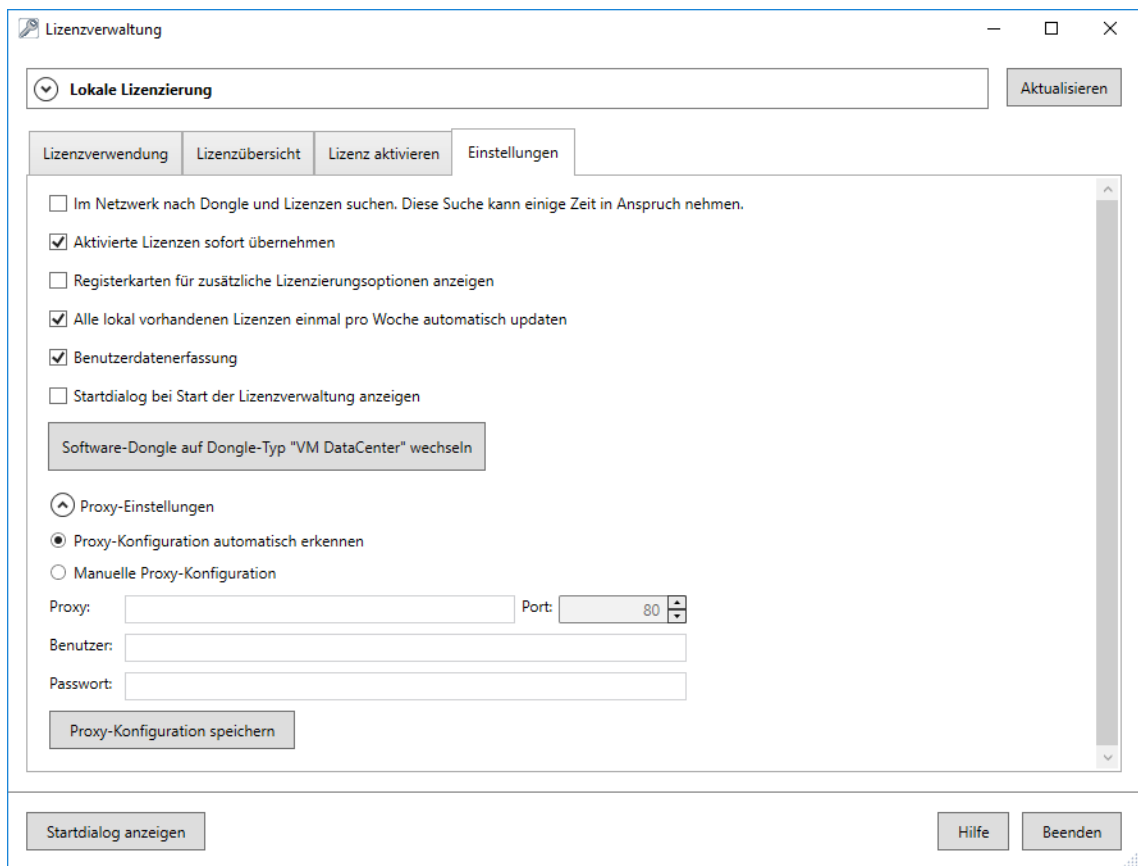 Lizenzverwaltung
Lokale Lizenzierung
Aktualisieren
Lizenzverwendung
Lizenzübersicht
Lizenz aktivieren
Einstellungen
Im Netzwerk nach Dongle und Lizenzen suchen. Diese Suche kann einige Zeit in Anspruch nehmen.
Aktivierte Lizenzen sofort übernehmen
Registerkarten für zusätzliche Lizenzierungsoptionen anzeigen
Alle lokal vorhandenen Lizenzen einmal pro Woche automatisch updaten
Benutzerdatenerfassung
Startdialog bei Start der Lizenzverwaltung anzeigen
Software-Dongle auf Dongle-Typ "VM DataCenter" wechseln
Proxy-Einstellungen
Proxy-Konfiguration automatisch erkennen
Manuelle Proxy-Konfiguration
Proxy:
Port:
80
Benutzer:
Passwort:
Proxy-Konfiguration speichern
Startdialog anzeigen
Hilfe
Beenden